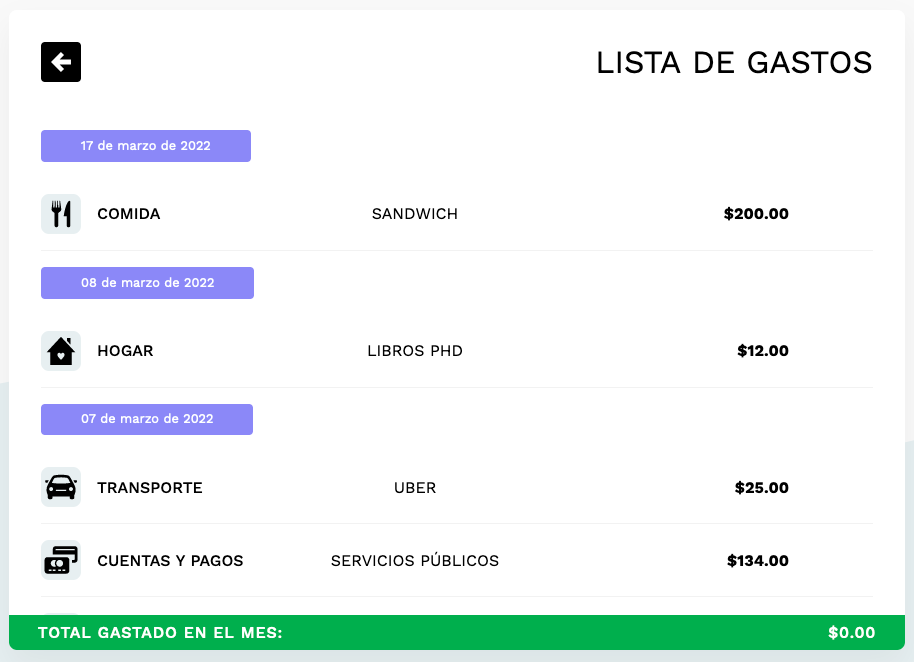 LISTA DE GASTOS
17 de marzo de 2022
COMIDA SANDWICH $200.00
08 de marzo de 2022
HOGAR LIBROS PHD $12.00
07 de marzo de 2022
TRANSPORTE UBER $25.00
CUENTAS Y PAGOS SERVICIOS PÚBLICOS $134.00
TOTAL GASTADO EN EL MES: $0.00